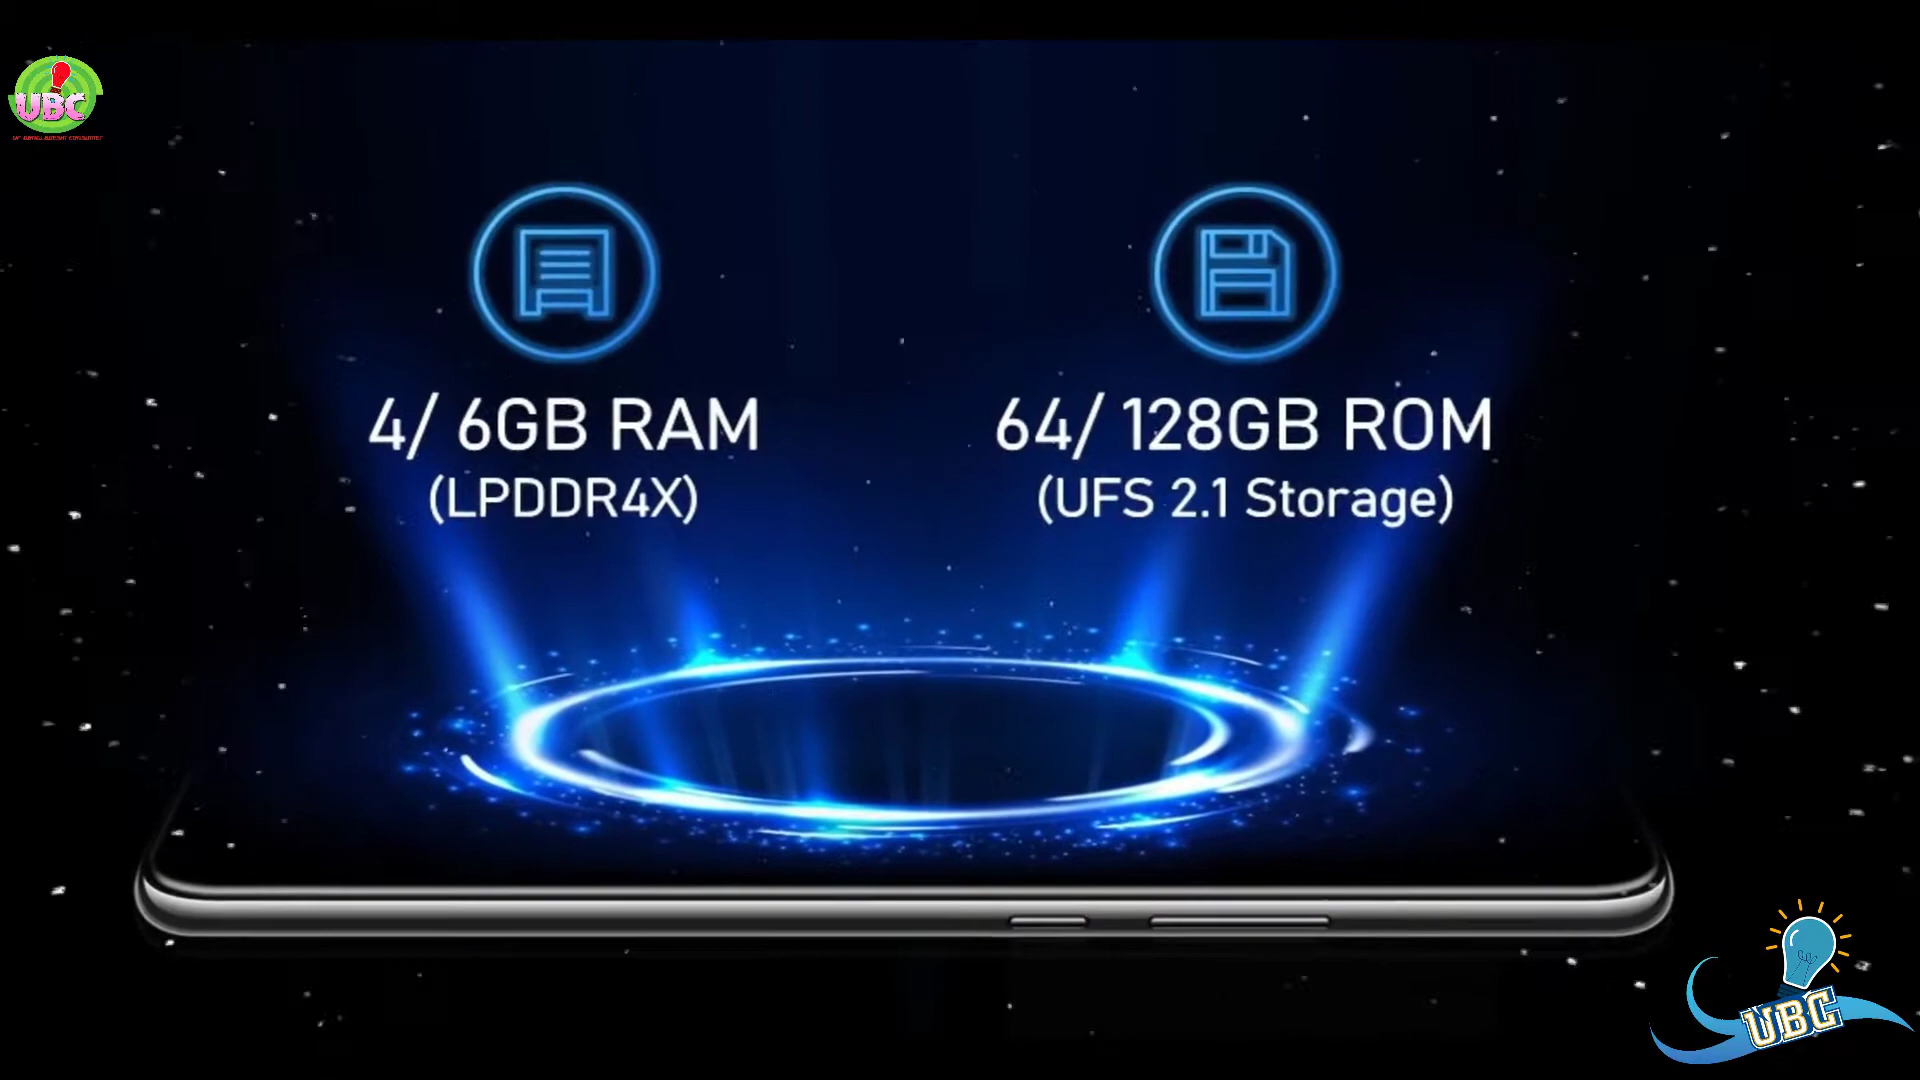 UBC
4/ 6GB RAM
(LPDDR4X)
64/ 128GB ROM
(UFS 2.1 Storage)
UBC